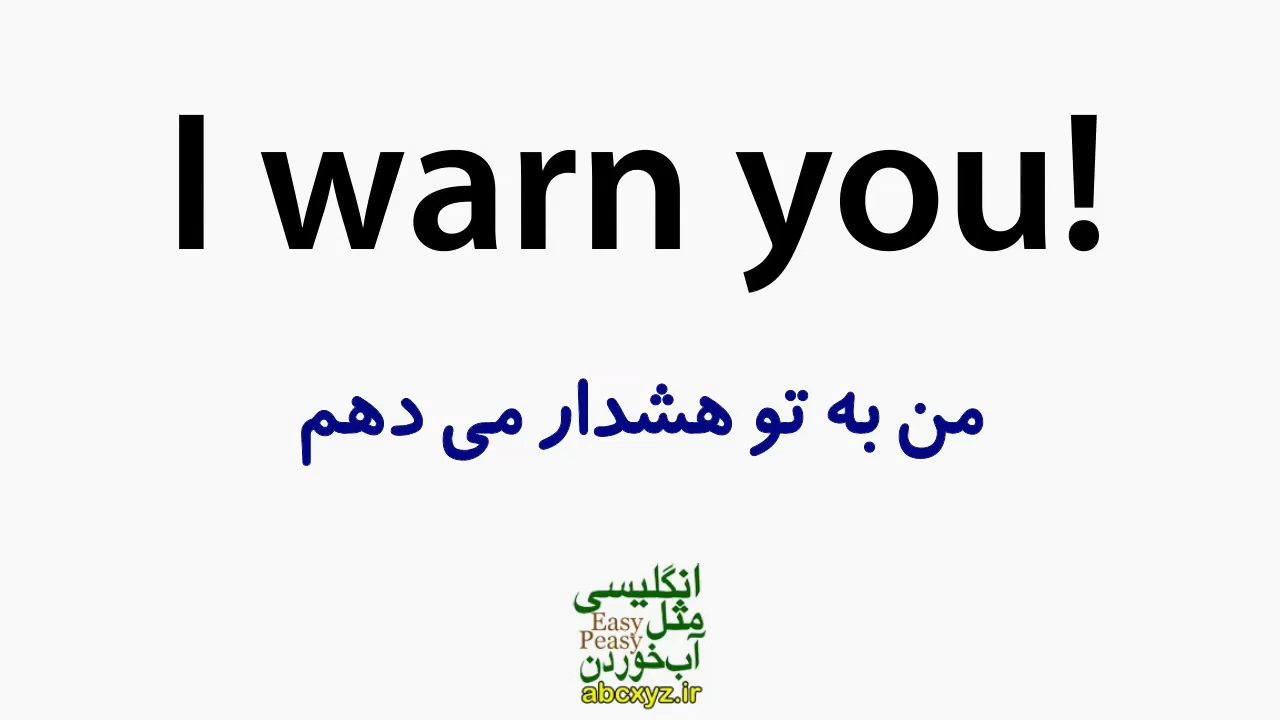 I warn you!
من به تو هشدار می دهم
انگلیسی
مثل
Easy
Peasy
آب‌خوردن
abcxyz.ir